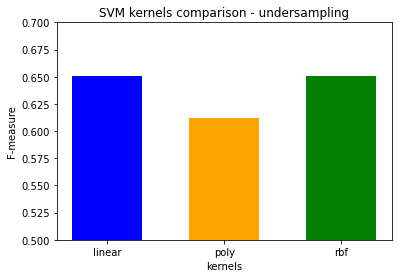 SVM kernels comparison - undersampling
0.700
0.675
0.650
0.625
0.600
0.575
0.550
0.525
0.500
F-measure
linear
poly
rbf
kernels